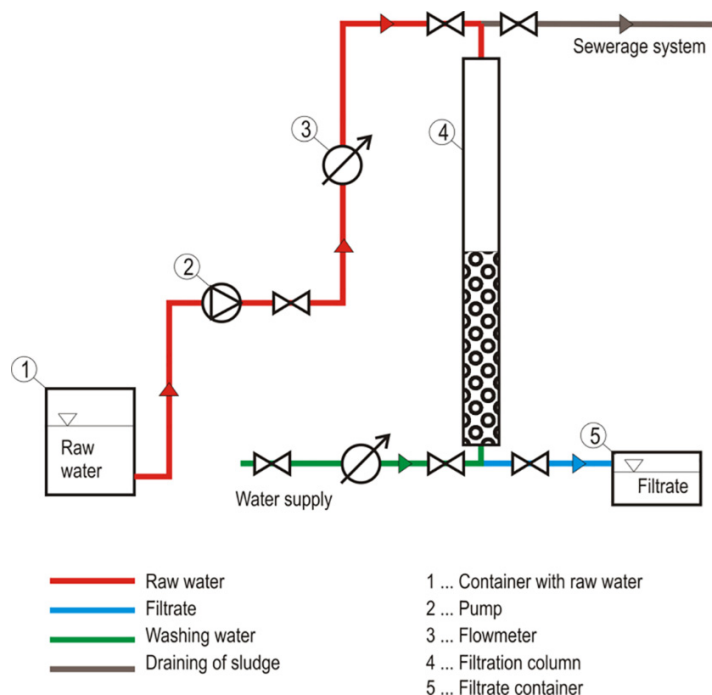 Sewerage system
3
4
2
1
Raw
water
5
Filtrate
Water supply
Raw water
Filtrate
Washing water
Draining of sludge
1 ... Container with raw water
2 ... Pump
3 ... Flowmeter
4 ... Filtration column
5 ... Filtrate container